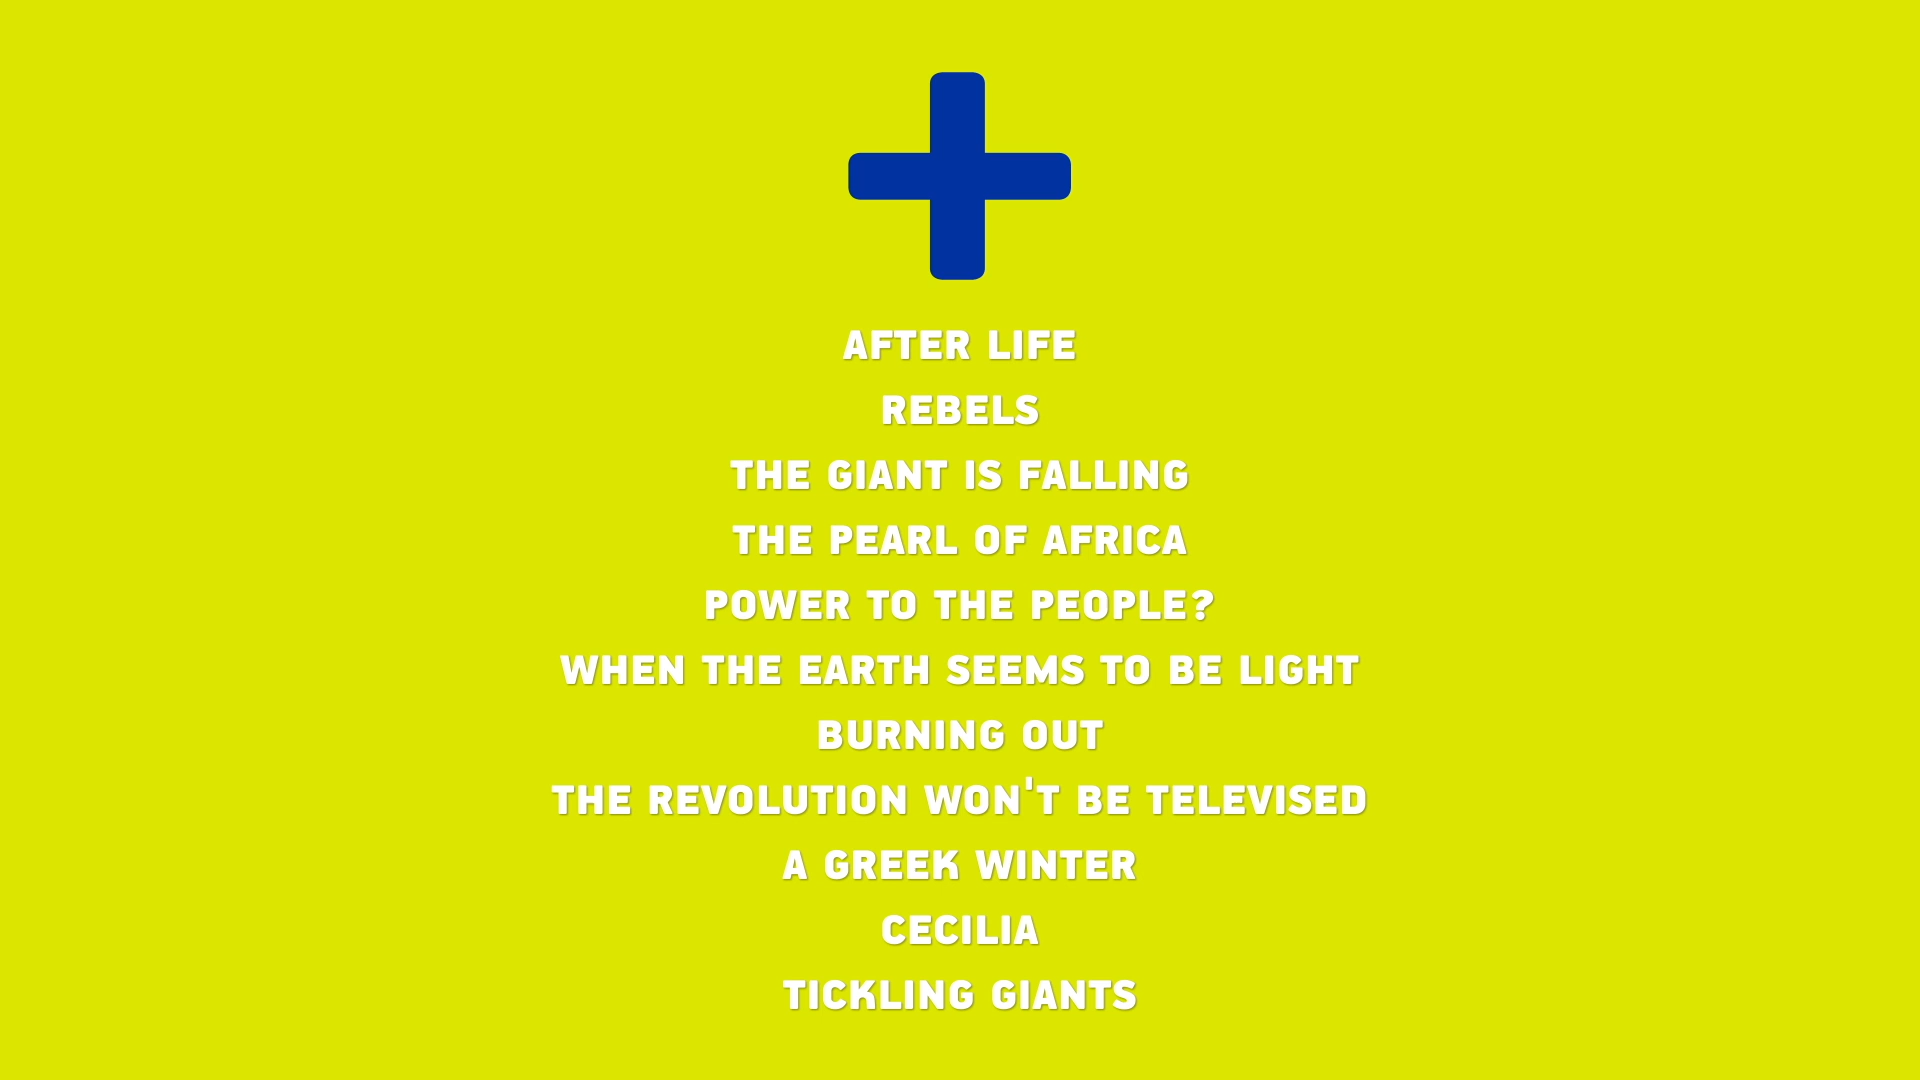 AFTER LIFE
REBELS
THE GIANT IS FALLING
THE PEARL OF AFRICA
POWER TO THE PEOPLE?
WHEN THE EARTH SEEMS TO BE LIGHT
BURNING OUT
THE REVOLUTION WON'T BE TELEVISED
A GREEK WINTER
CECILIA
TICKLING GIANTS